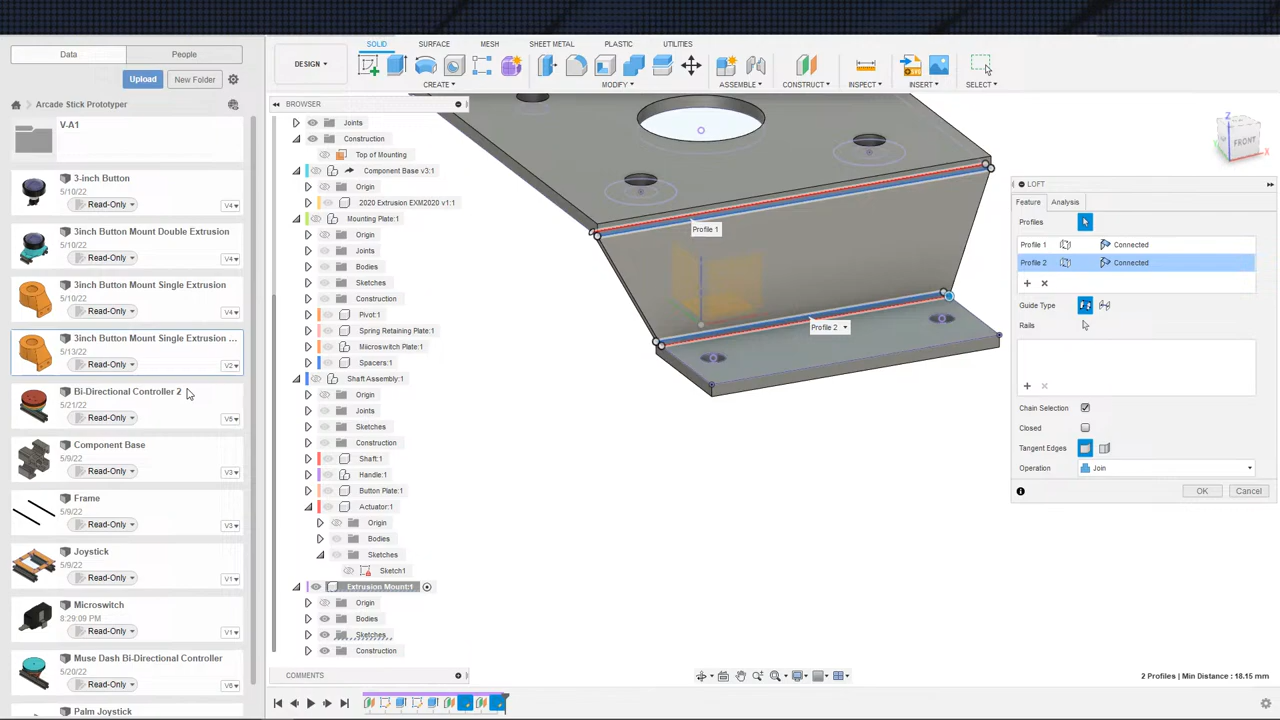 Data
People
Upload
New Folder
Arcade Stick Prototyper
V-A1
3-inch Button
5/10/22
Read-Only
V4
3inch Button Mount Double Extrusion
5/9/22
Read-Only
V4
3inch Button Mount Single Extrusion
5/10/22
Read-Only
V4
3inch Button Mount Single Extrusion ...
5/13/22
Read-Only
V2
Bi-Directional Controller 2
5/21/22
Read-Only
V5
Component Base
5/9/22
Read-Only
V3
Frame
5/9/22
Read-Only
V3
Joystick
5/9/22
Read-Only
V1
Microswitch
8:29:09 PM
Read-Only
V1
Muse Dash Bi-Directional Controller
5/20/22
Read-Only
V6
Palm Joystick
DESIGN
SOLID
SURFACE
MESH
SHEET METAL
PLASTIC
UTILITIES
CREATE
MODIFY
ASSEMBLE
CONSTRUCT
INSPECT
INSERT
SELECT
BROWSER
Joints
Construction
Top of Mounting
Component Base v3:1
Origin
2020 Extrusion EXM2020 v1:1
Mounting Plate:1
Origin
Joints
Bodies
Sketches
Construction
Pivot:1
Spring Retaining Plate:1
Microswitch Plate:1
Spacers:1
Shaft Assembly:1
Origin
Joints
Sketches
Construction
Shaft:1
Handle:1
Button Plate:1
Actuator:1
Origin
Bodies
Sketches
Sketch1
Extrusion Mount:1
Origin
Bodies
Sketches
Construction
COMMENTS
Profile 1
Profile 2
Z
FRONT
X
LOFT
Feature
Analysis
Profiles
Profile 1
Connected
Profile 2
Connected
Guide Type
Rails
Chain Selection
Closed
Tangent Edges
Operation
Join
OK
Cancel
2 Profiles | Min Distance : 18.15 mm